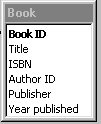 Book
Book ID
Title
ISBN
Author ID
Publisher
Year published